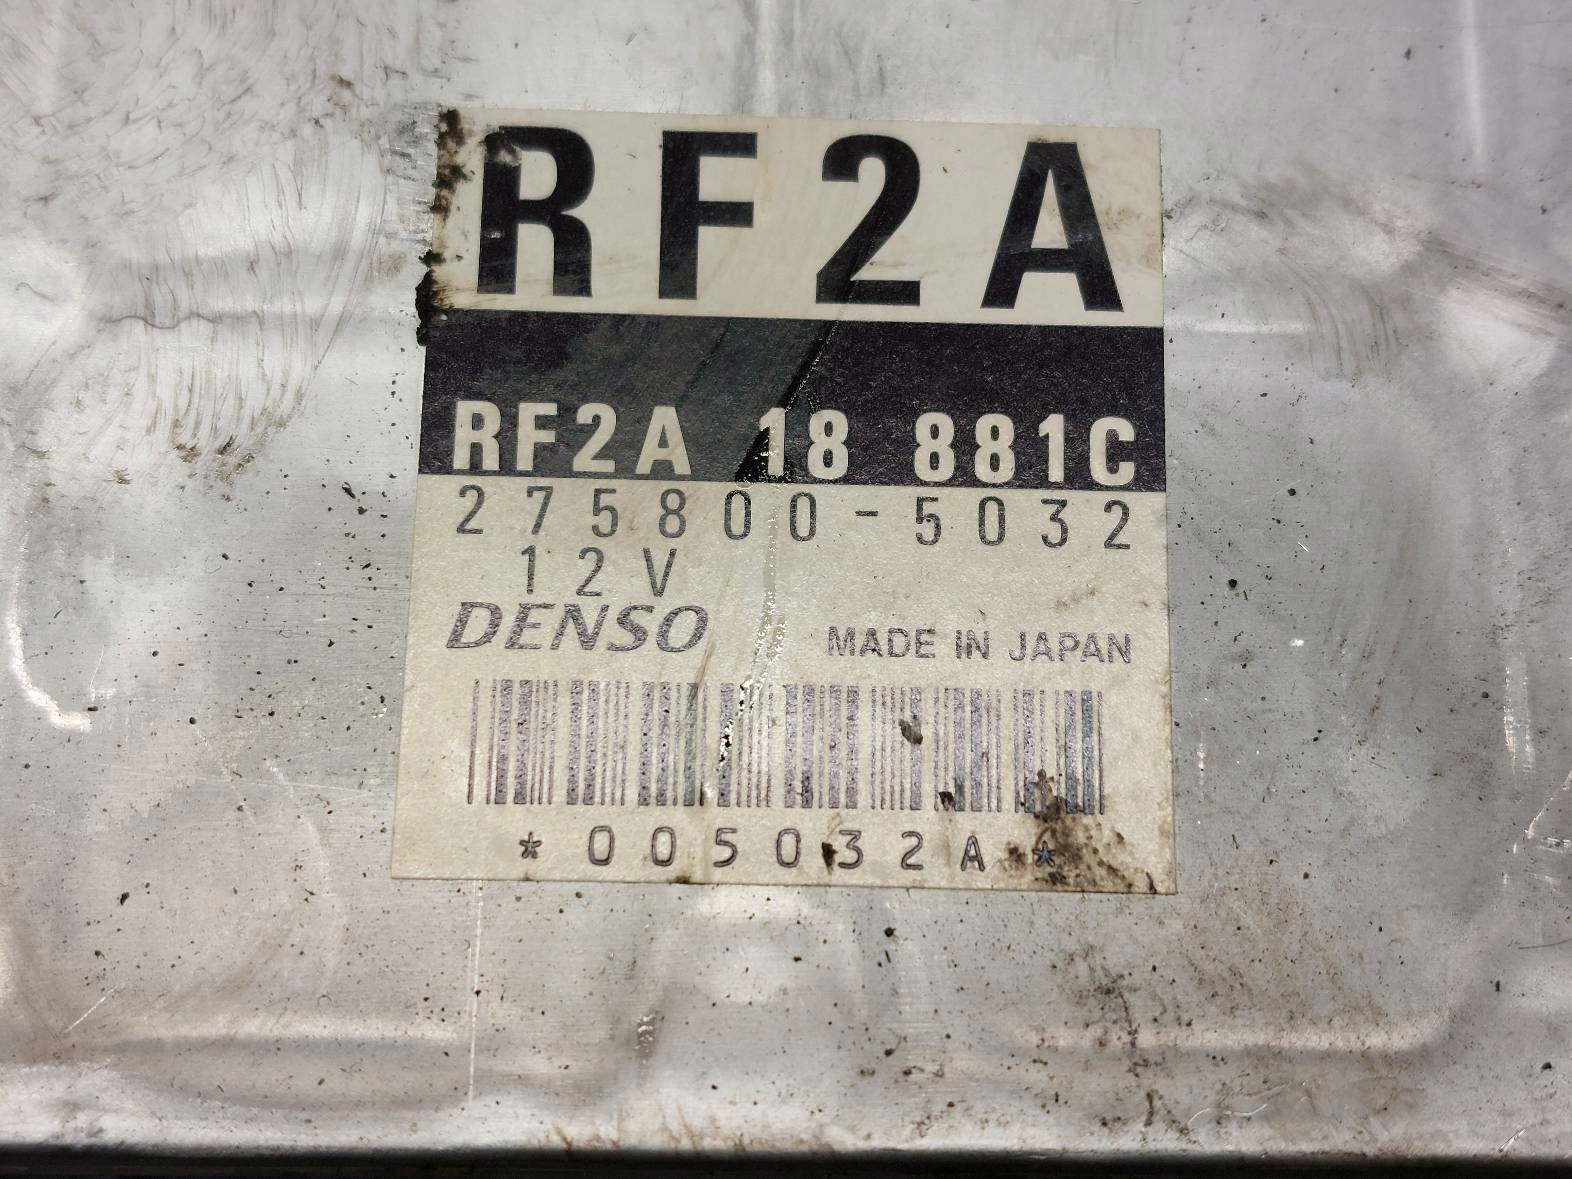 RF2A
RF2A 18 881C
275800-5032
12V
DENSO MADE IN JAPAN
*005032A*